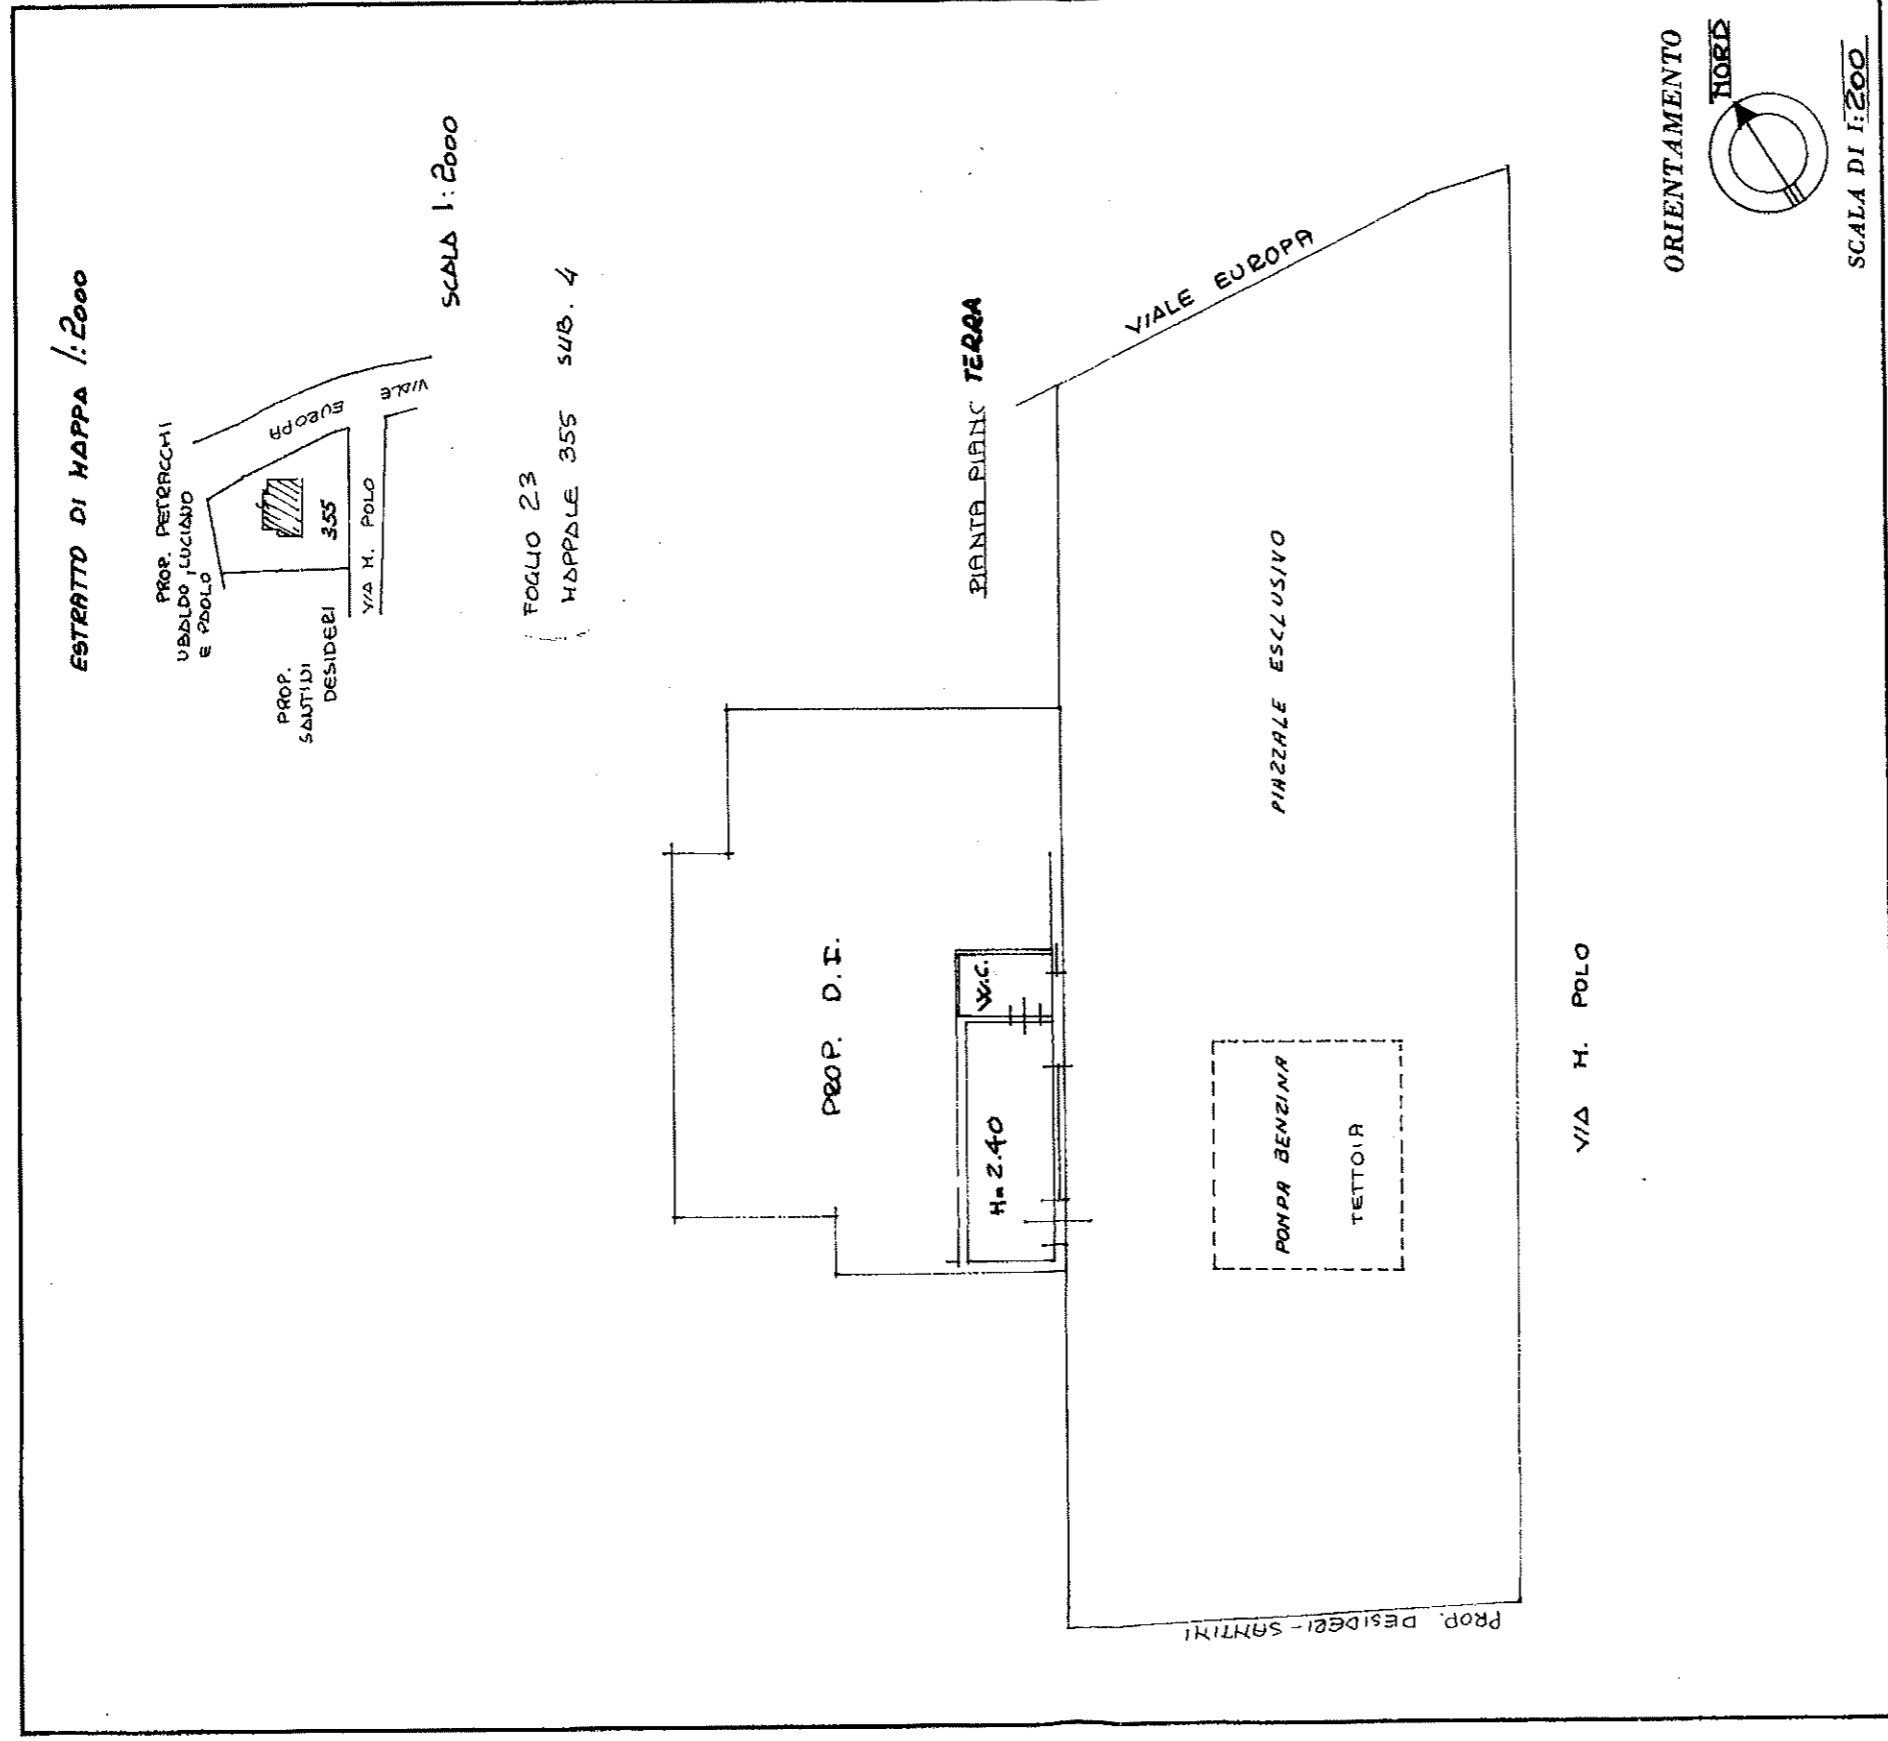 ESTRATTO DI MAPPA 1:2000
PROP. PETRACCHI
UBALDO, LUCIANO
E PAOLO
EUROPA
VIALE
355
VIA M. POLO
PROP.
SANTINI
DESIDERI
SCALA 1:2000
FOGLIO 23
MAPPALE 355 SUB. 4
PIANTA PIANO TERRA
VIALE EUROPA
PROP. D.I.
W.C.
H=2.40
PIAZZALE ESCLUSIVO
POMPA BENZINA
TETTOIA
PROP. DESIDERI-SANTINI
VIA M. POLO
ORIENTAMENTO
NORD
SCALA DI 1:200